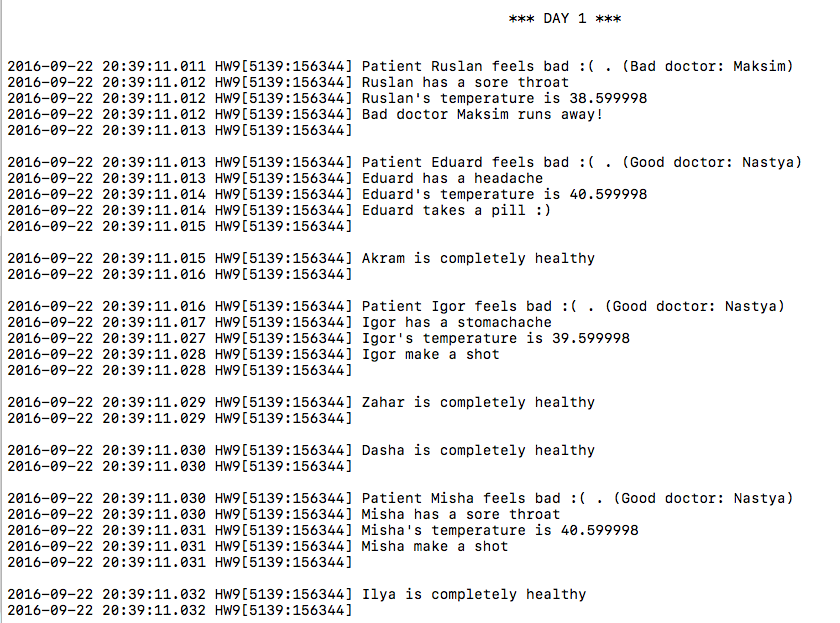 *** DAY 1 ***
2016-09-22 20:39:11.011 HW9[5139:156344] Patient Ruslan feels bad :( . (Bad doctor: Maksim)
2016-09-22 20:39:11.012 HW9[5139:156344] Ruslan has a sore throat
2016-09-22 20:39:11.012 HW9[5139:156344] Ruslan's temperature is 38.599998
2016-09-22 20:39:11.012 HW9[5139:156344] Bad doctor Maksim runs away!
2016-09-22 20:39:11.013 HW9[5139:156344]
2016-09-22 20:39:11.013 HW9[5139:156344] Patient Eduard feels bad :( . (Good doctor: Nastya)
2016-09-22 20:39:11.013 HW9[5139:156344] Eduard has a headache
2016-09-22 20:39:11.014 HW9[5139:156344] Eduard's temperature is 40.599998
2016-09-22 20:39:11.014 HW9[5139:156344] Eduard takes a pill :)
2016-09-22 20:39:11.015 HW9[5139:156344]
2016-09-22 20:39:11.015 HW9[5139:156344] Akram is completely healthy
2016-09-22 20:39:11.016 HW9[5139:156344]
2016-09-22 20:39:11.016 HW9[5139:156344] Patient Igor feels bad :( . (Good doctor: Nastya)
2016-09-22 20:39:11.017 HW9[5139:156344] Igor has a stomachache
2016-09-22 20:39:11.027 HW9[5139:156344] Igor's temperature is 39.599998
2016-09-22 20:39:11.028 HW9[5139:156344] Igor make a shot
2016-09-22 20:39:11.028 HW9[5139:156344]
2016-09-22 20:39:11.029 HW9[5139:156344] Zahar is completely healthy
2016-09-22 20:39:11.029 HW9[5139:156344]
2016-09-22 20:39:11.030 HW9[5139:156344] Dasha is completely healthy
2016-09-22 20:39:11.030 HW9[5139:156344]
2016-09-22 20:39:11.030 HW9[5139:156344] Patient Misha feels bad :( . (Good doctor: Nastya)
2016-09-22 20:39:11.030 HW9[5139:156344] Misha has a sore throat
2016-09-22 20:39:11.031 HW9[5139:156344] Misha's temperature is 40.599998
2016-09-22 20:39:11.031 HW9[5139:156344] Misha make a shot
2016-09-22 20:39:11.031 HW9[5139:156344]
2016-09-22 20:39:11.032 HW9[5139:156344] Ilya is completely healthy
2016-09-22 20:39:11.032 HW9[5139:156344]